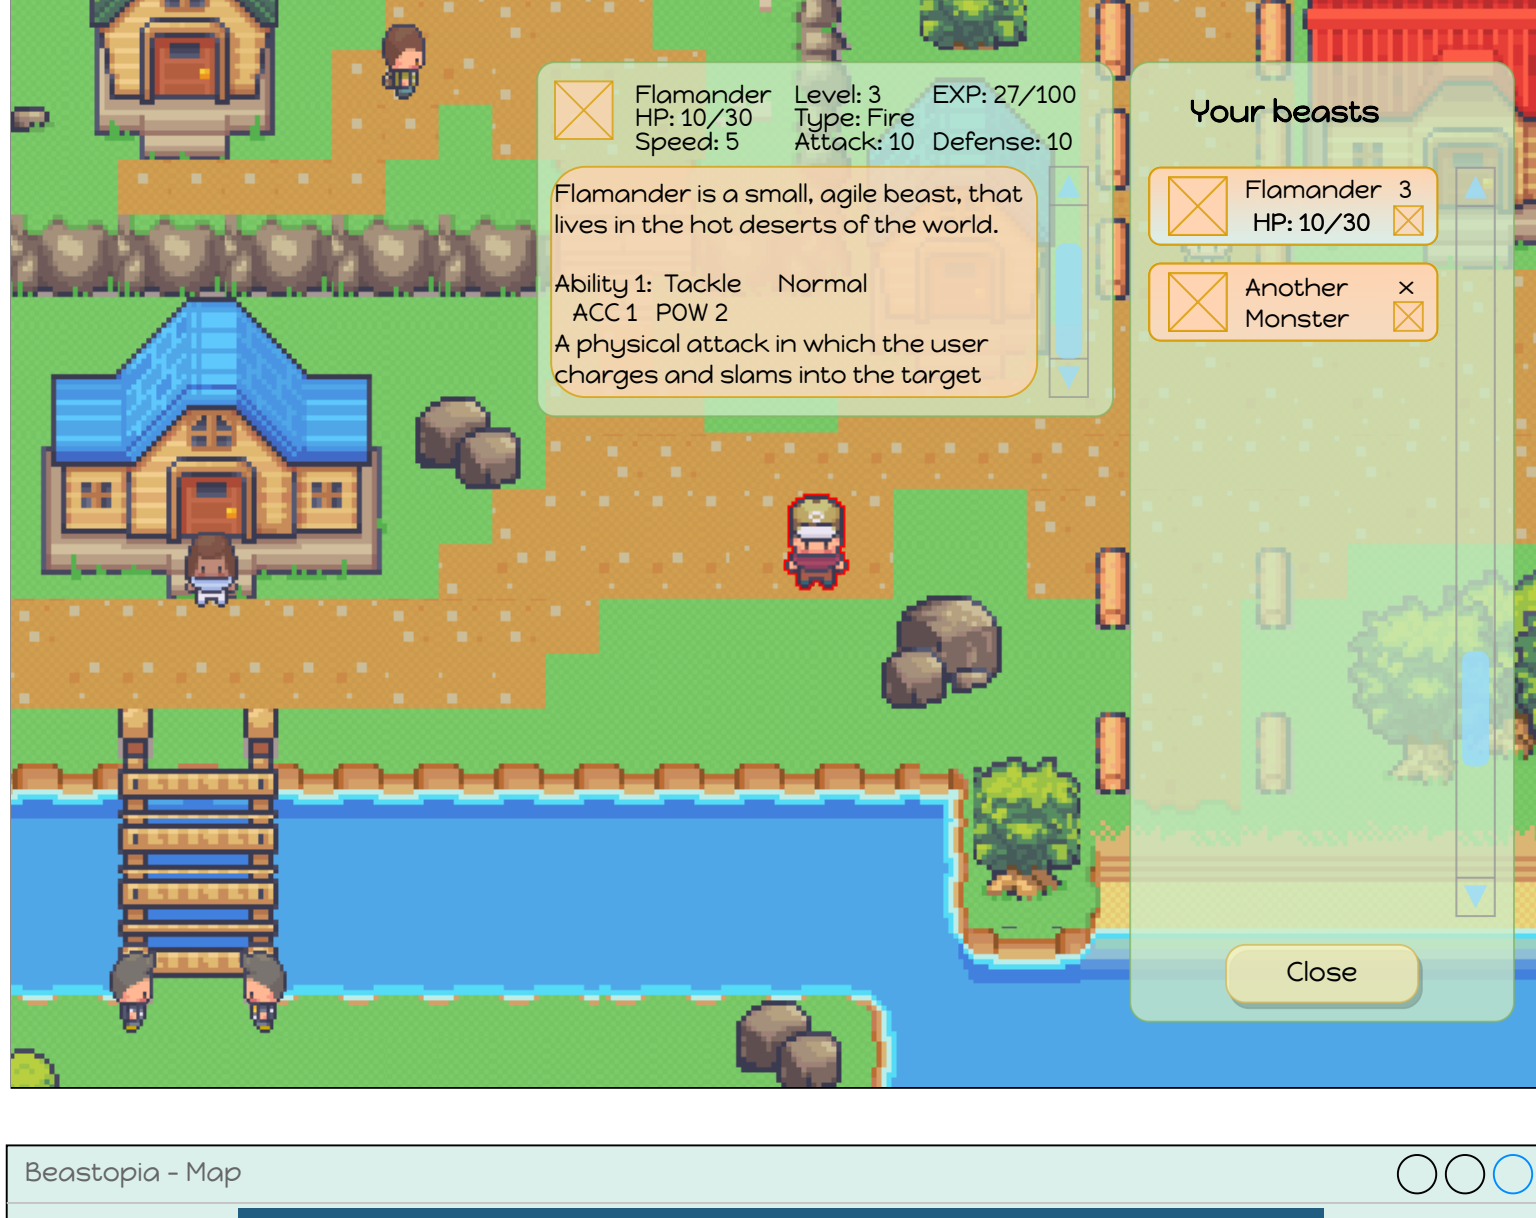 Flamander Level: 3 EXP: 27/100
HP: 10/30 Type: Fire
Speed: 5 Attack: 10 Defense: 10
Flamander is a small, agile beast, that
lives in the hot deserts of the world.
Ability 1: Tackle Normal
ACC 1 POW 2
A physical attack in which the user
charges and slams into the target
Your beasts
Flamander 3
HP: 10/30
Another x
Monster
Close
Beastopia - Map